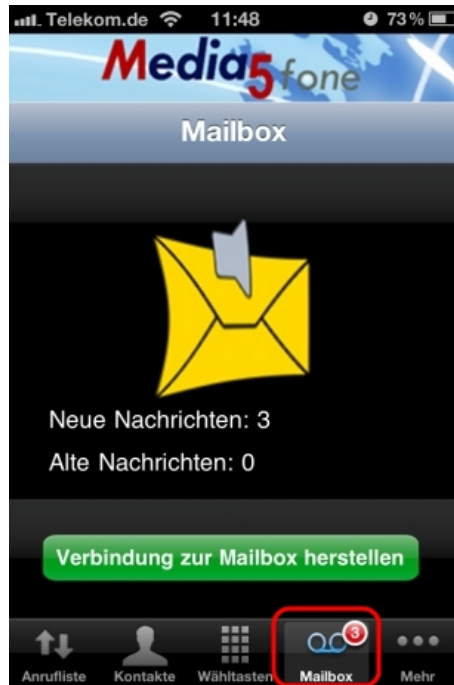 Telekom.de 11:48 73 %
Media5fone
Mailbox
Neue Nachrichten: 3
Alte Nachrichten: 0
Verbindung zur Mailbox herstellen
3
Anrufliste Kontakte Wähltasten Mailbox Mehr